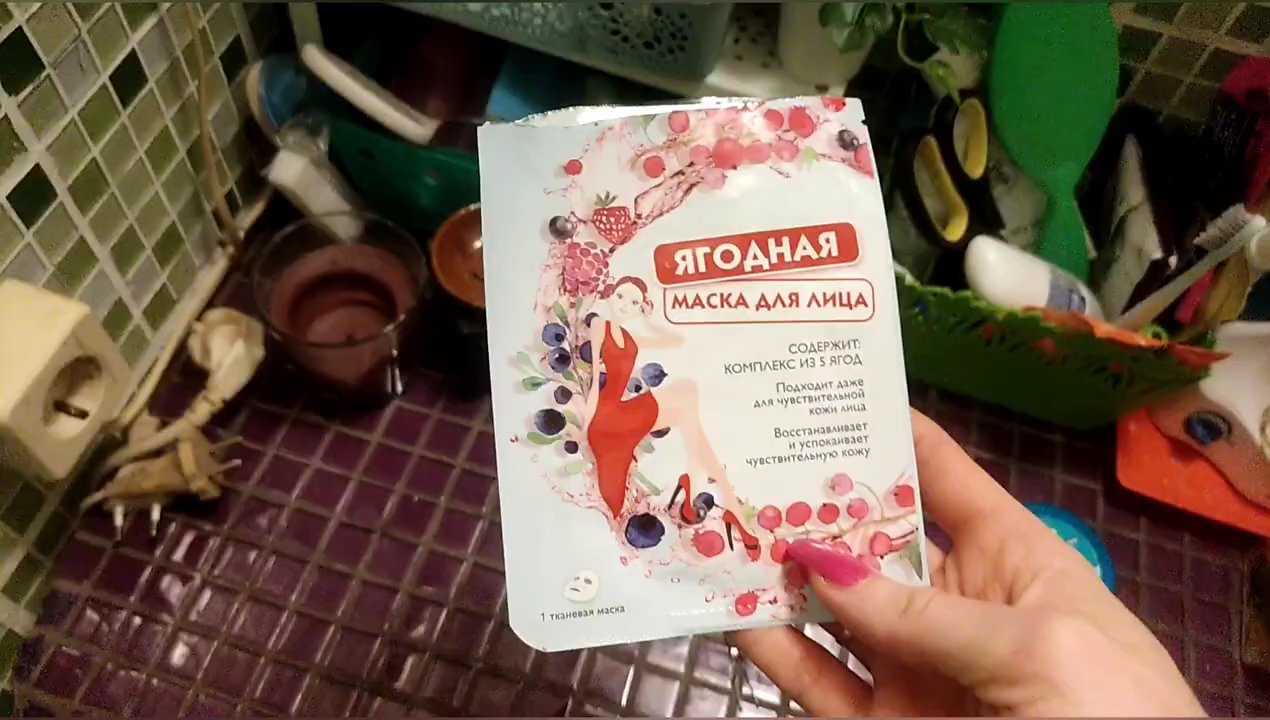 ЯГОДНАЯ
МАСКА ДЛЯ ЛИЦА
СОДЕРЖИТ:
КОМПЛЕКС ИЗ 5 ЯГОД
Подходит даже
для чувствительной
кожи лица
Восстанавливает
и успокаивает
чувствительную кожу
1 тканевая маска